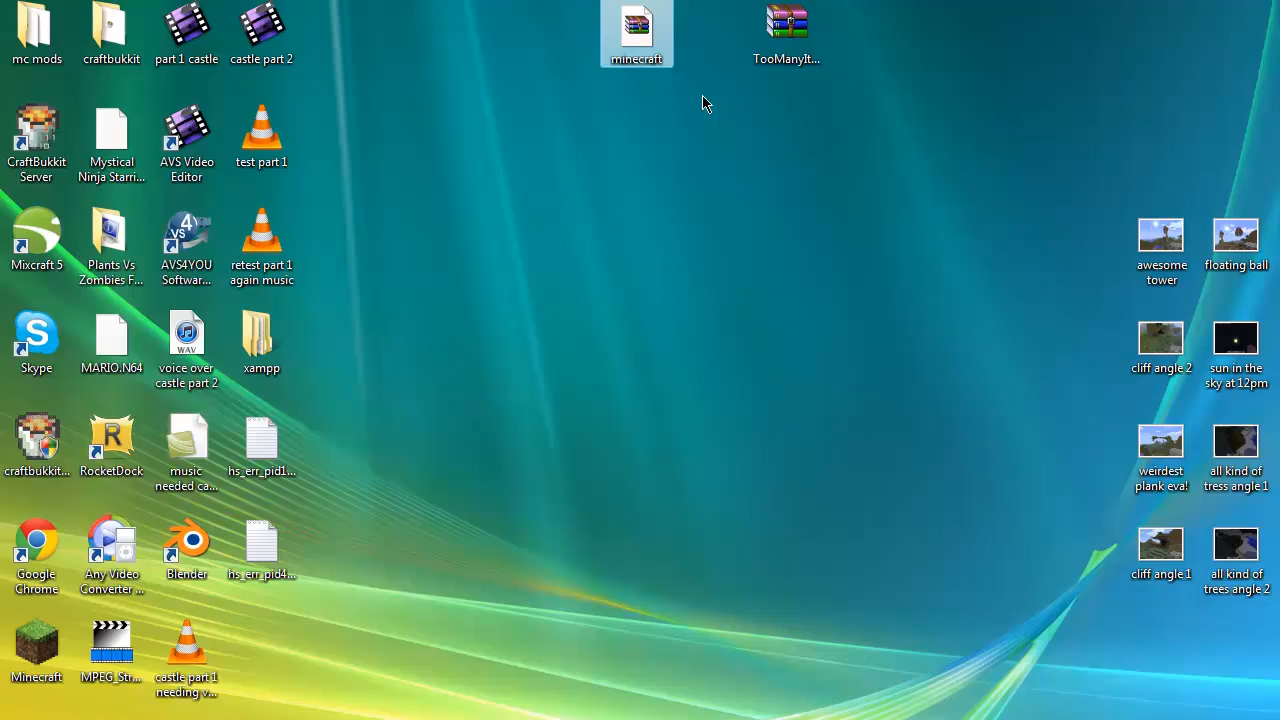 mc mods
craftbukkit
part 1 castle
castle part 2
minecraft
TooManyIt...
CraftBukkit
Server
Mystical
Ninja Starri...
AVS Video
Editor
test part 1
Mixcraft 5
Plants Vs
Zombies F...
4
VS
AVS4YOU
Softwar...
retest part 1
again music
awesome
tower
floating ball
S
Skype
MARIO.N64
WAV
voice over
castle part 2
xampp
cliff angle 2
sun in the
sky at 12pm
craftbukkit...
R
RocketDock
music
needed ca...
hs_err_pid1...
weirdest
plank eva!
all kind of
tress angle 1
Google
Chrome
Any Video
Converter ...
Blender
hs_err_pid4...
cliff angle 1
all kind of
trees angle 2
Minecraft
MPEG_Str...
castle part 1
needing v...